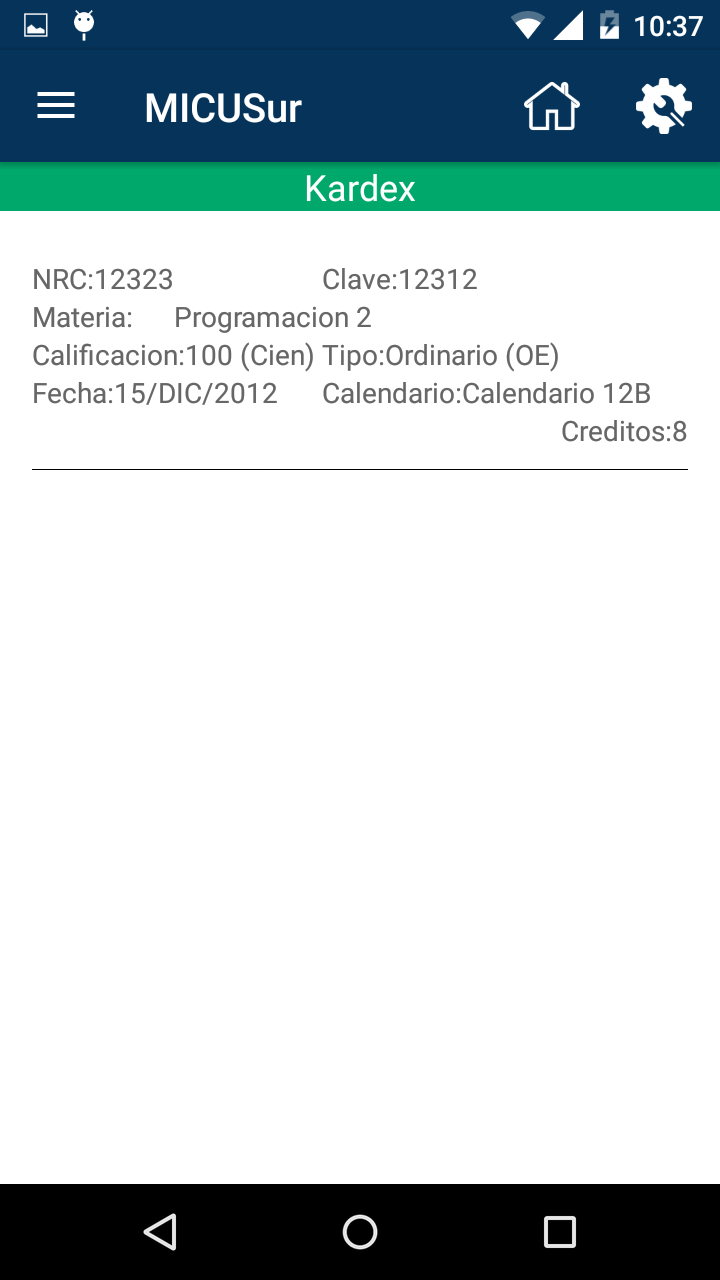 10:37
MICUSur
Kardex
NRC:12323 Clave:12312
Materia: Programacion 2
Calificacion:100 (Cien) Tipo:Ordinario (OE)
Fecha:15/DIC/2012 Calendario:Calendario 12B
Creditos:8